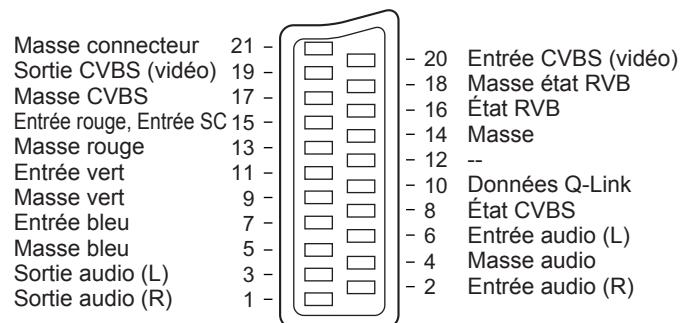 Masse connecteur 21 –
Sortie CVBS (vidéo) 19 –
Masse CVBS 17 –
Entrée rouge, Entrée SC 15 –
Masse rouge 13 –
Entrée vert 11 –
Masse vert 9 –
Entrée bleu 7 –
Masse bleu 5 –
Sortie audio (L) 3 –
Sortie audio (R) 1 –
– 20 Entrée CVBS (vidéo)
– 18 Masse état RVB
– 16 État RVB
– 14 Masse
– 12 --
– 10 Données Q-Link
– 8 État CVBS
– 6 Entrée audio (L)
– 4 Masse audio
– 2 Entrée audio (R)